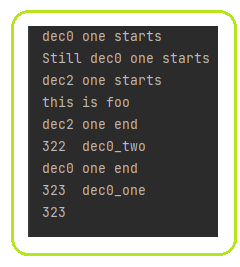 dec0 one starts
Still dec0 one starts
dec2 one starts
this is foo
dec2 one end
322  dec0_two
dec0 one end
323  dec0_one
323